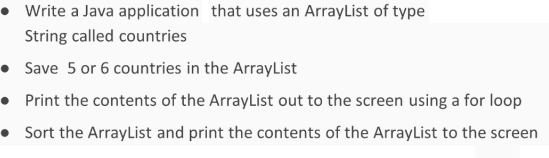 ● Write a Java application that uses an ArrayList of type
String called countries
● Save 5 or 6 countries in the ArrayList
● Print the contents of the ArrayList out to the screen using a for loop
● Sort the ArrayList and print the contents of the ArrayList to the screen